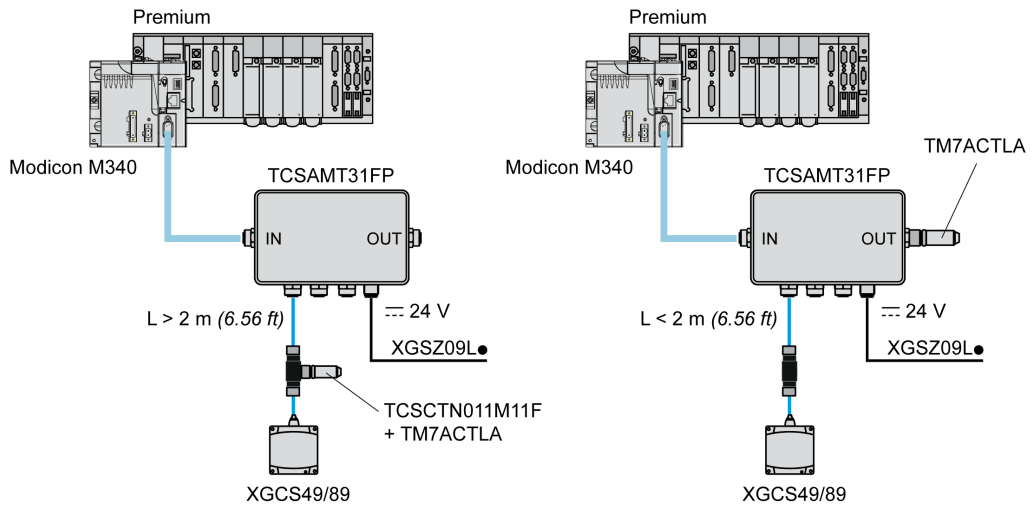 Premium
Modicon M340
TCSAMT31FP
IN
OUT
L > 2 m (6.56 ft)
24 V
XGSZ09L●
TCSCTN011M11F
+ TM7ACTLA
XGCS49/89
Premium
Modicon M340
TM7ACTLA
TCSAMT31FP
IN
OUT
L < 2 m (6.56 ft)
24 V
XGSZ09L●
XGCS49/89